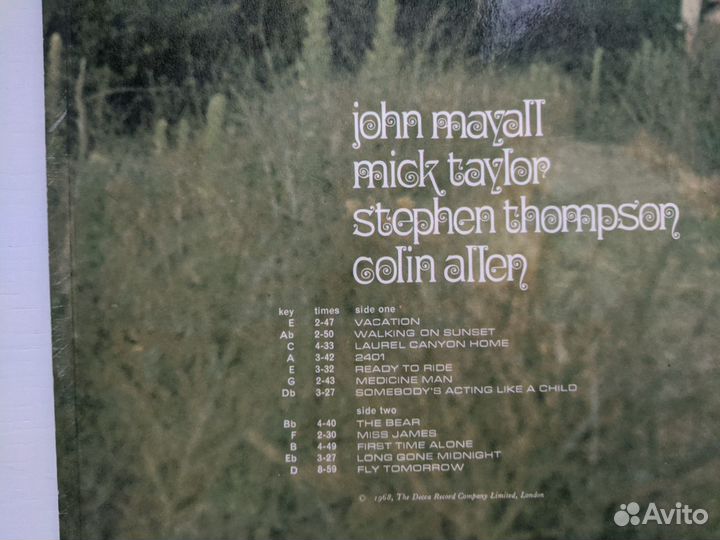 john mayall
mick taylor
stephen thompson
colin allen
key times side one
E 2-47 VACATION
Ab 2-50 WALKING ON SUNSET
C 4-33 LAUREL CANYON HOME
A 3-42 2401
E 3-32 READY TO RIDE
G 2-43 MEDICINE MAN
Db 3-27 SOMEBODY'S ACTING LIKE A CHILD
side two
Bb 4-40 THE BEAR
F 2-30 MISS JAMES
B 4-49 FIRST TIME ALONE
Eb 3-27 LONG GONE MIDNIGHT
D 8-59 FLY TOMORROW
© 1968, The Decca Record Company Limited, London
Avito